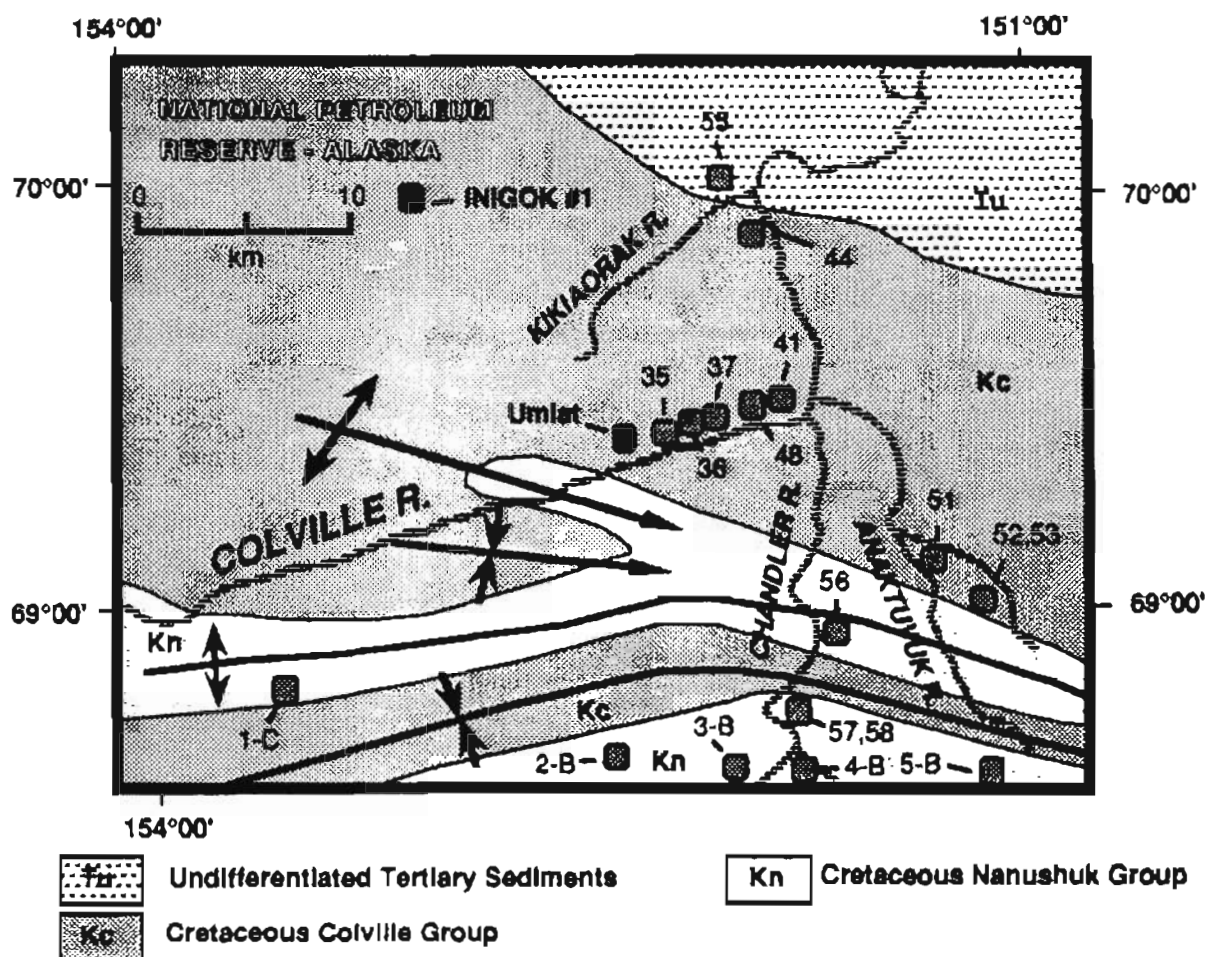 154°00'
151°00'
NATIONAL PETROLEUM
RESERVE - ALASKA
55
70°00'
0
10
INIGOK #1
70°00'
Tu
km
KIKIAORAK R.
44
35
37
41
Kc
Umiat
36
48
COLVILLE R.
CHANDLER R.
51
ANAKTUVUK R.
52,53
56
69°00'
69°00'
Kn
Kc
1-C
3-B
57,58
2-B
Kn
4-B
5-B
154°00'
Tu
Undifferentiated Tertiary Sediments
Kn
Cretaceous Nanushuk Group
Kc
Cretaceous Colville Group